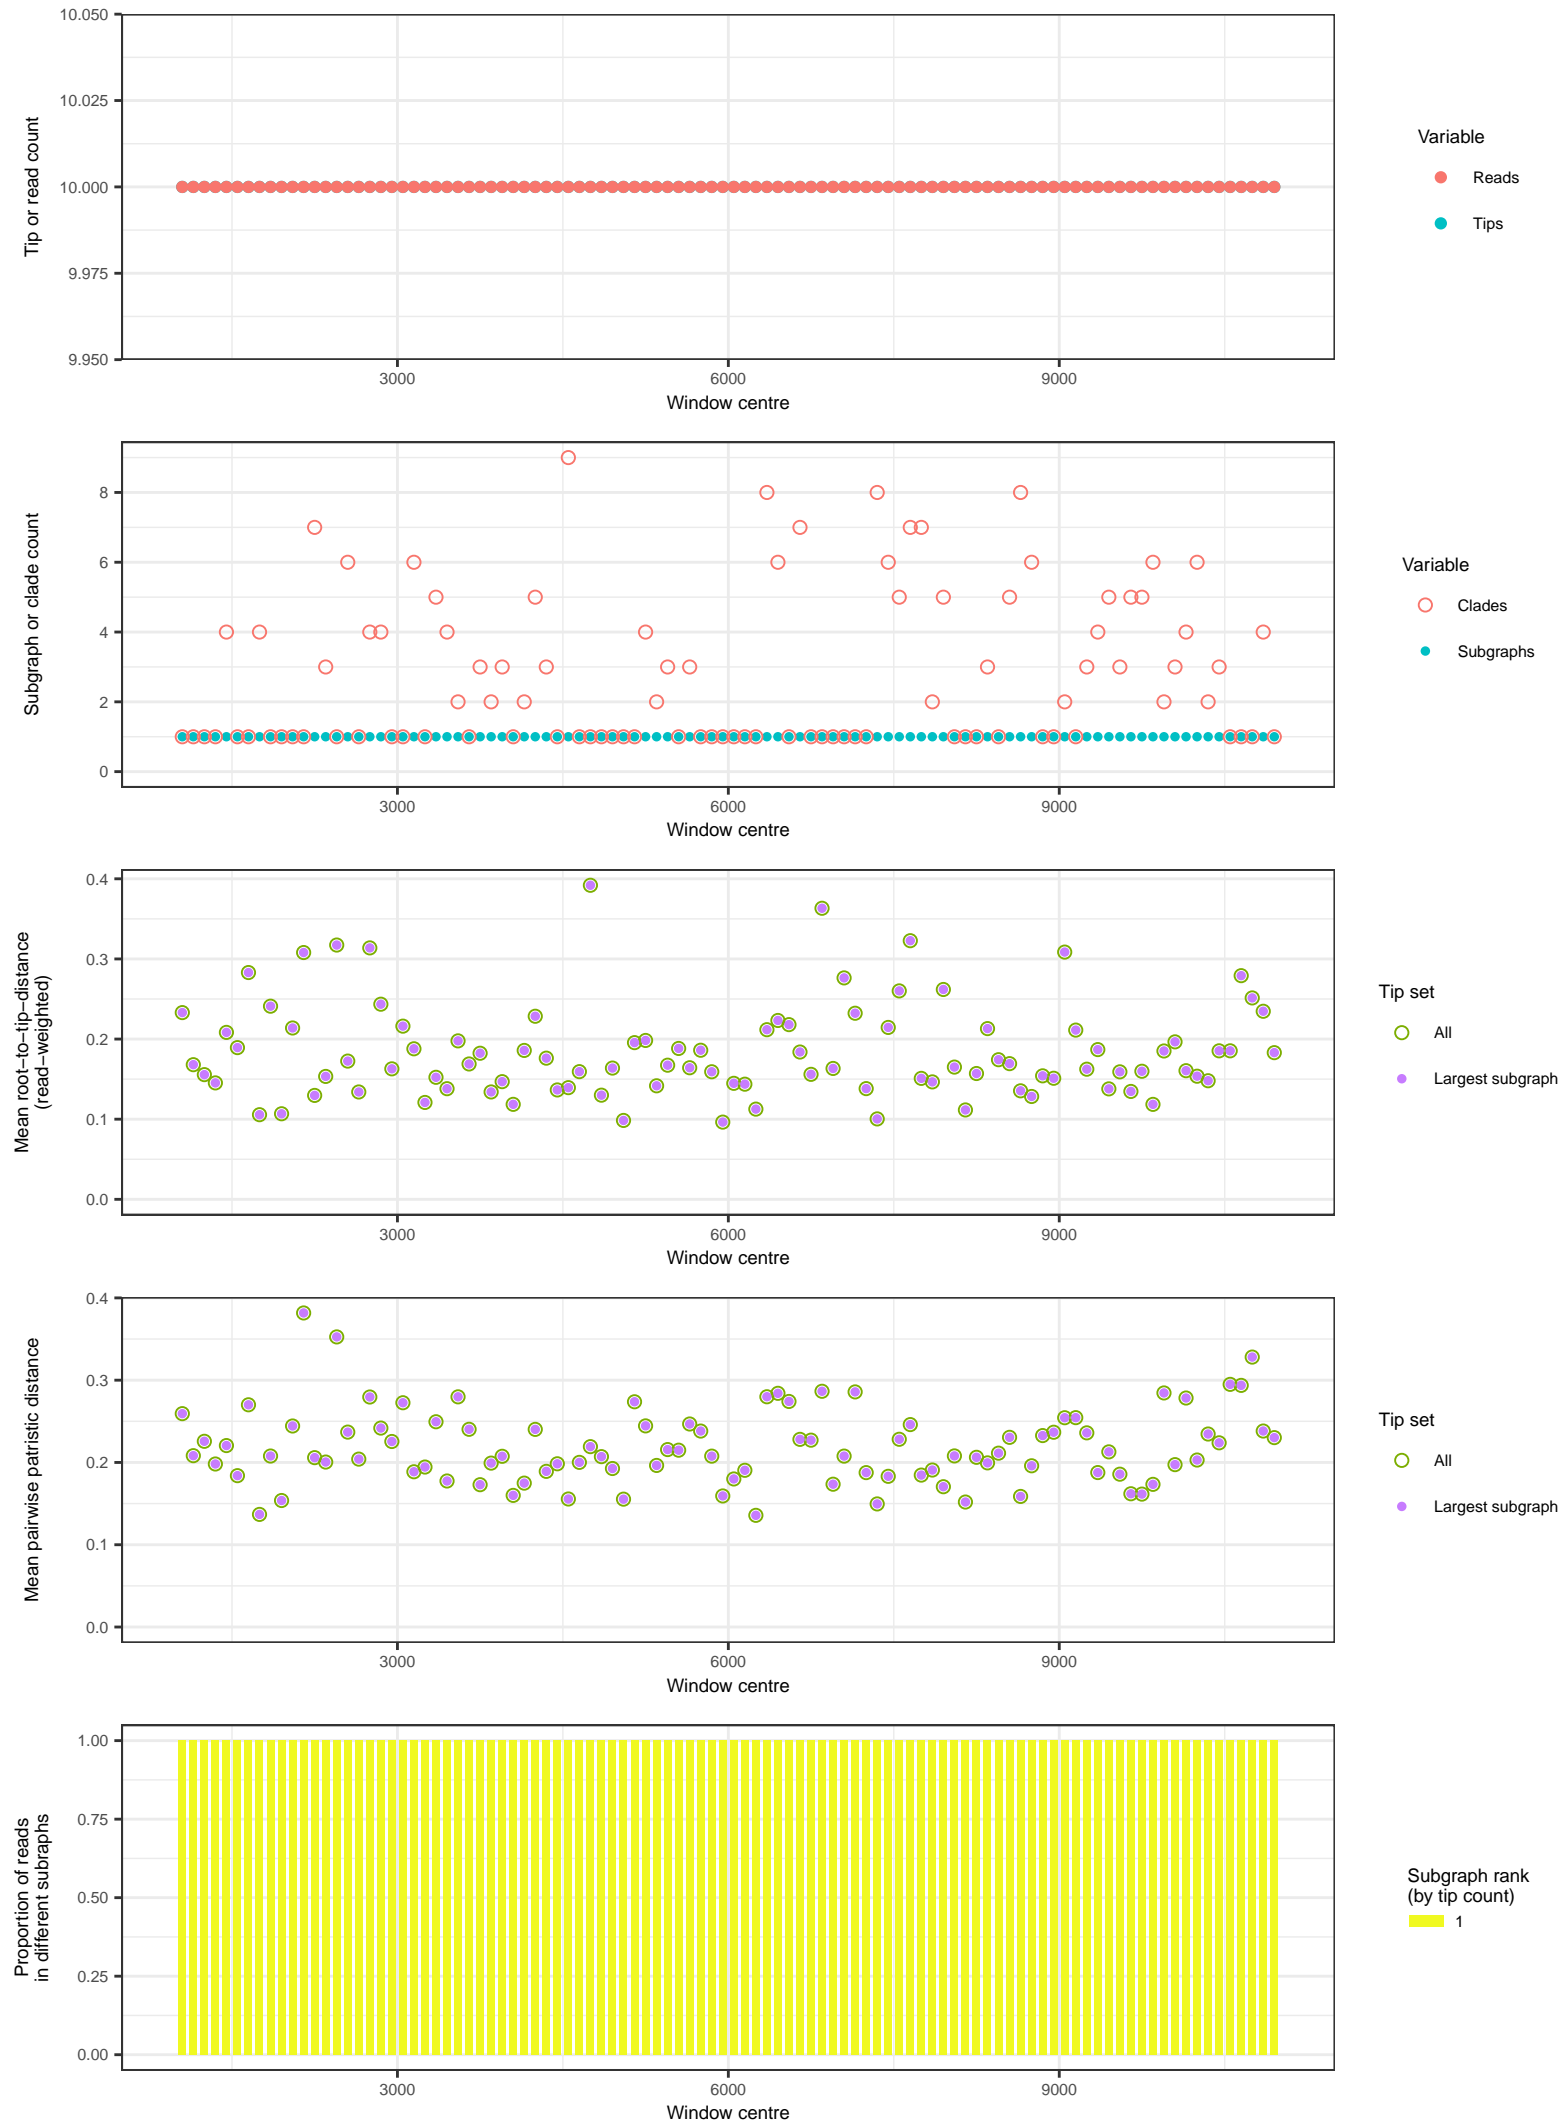 10.050
10.025
10.000
9.975
9.950
Tip or read count
3000 6000 9000
Window centre
Variable
Reads
Tips
8
6
4
2
0
Subgraph or clade count
3000 6000 9000
Window centre
Variable
Clades
Subgraphs
0.4
0.3
0.2
0.1
0.0
Mean root−to−tip−distance
(read−weighted)
3000 6000 9000
Window centre
Tip set
All
Largest subgraph
0.4
0.3
0.2
0.1
0.0
Mean pairwise patristic distance
3000 6000 9000
Window centre
Tip set
All
Largest subgraph
1.00
0.75
0.50
0.25
0.00
Proportion of reads
in different subraphs
3000 6000 9000
Window centre
Subgraph rank
(by tip count)
1